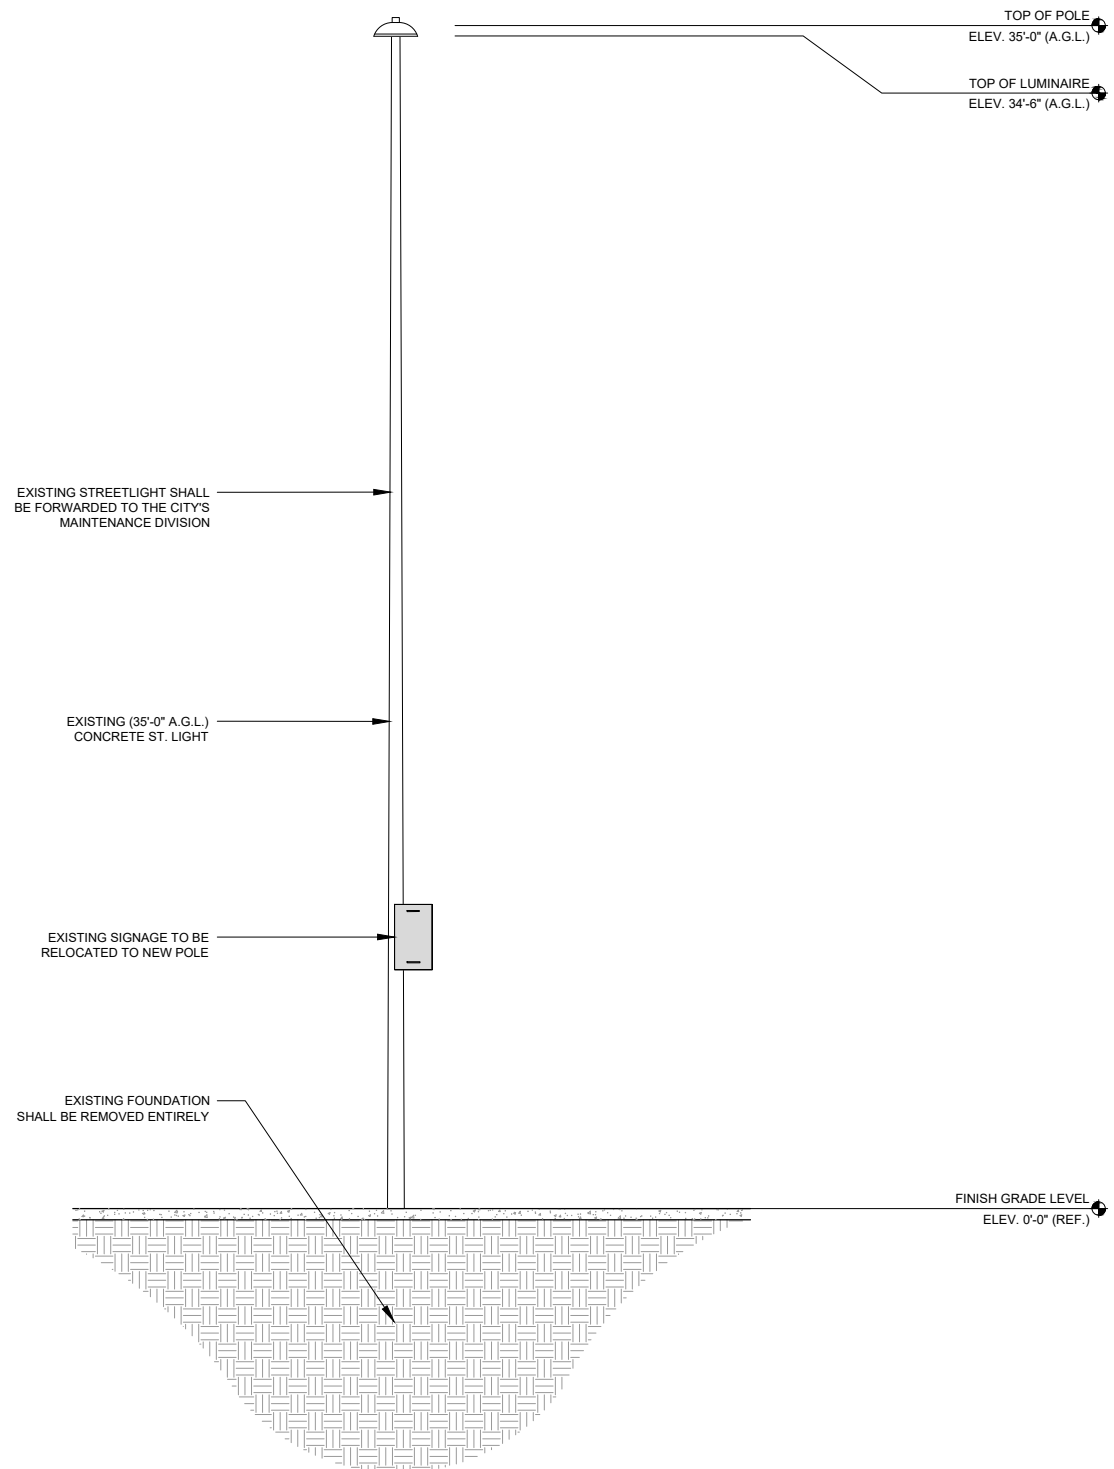 TOP OF POLE
ELEV. 35'-0" (A.G.L.)
TOP OF LUMINAIRE
ELEV. 34'-6" (A.G.L.)
EXISTING STREETLIGHT SHALL
BE FORWARDED TO THE CITY'S
MAINTENANCE DIVISION
EXISTING (35'-0" A.G.L.)
CONCRETE ST. LIGHT
EXISTING SIGNAGE TO BE
RELOCATED TO NEW POLE
EXISTING FOUNDATION
SHALL BE REMOVED ENTIRELY
FINISH GRADE LEVEL
ELEV. 0'-0" (REF.)